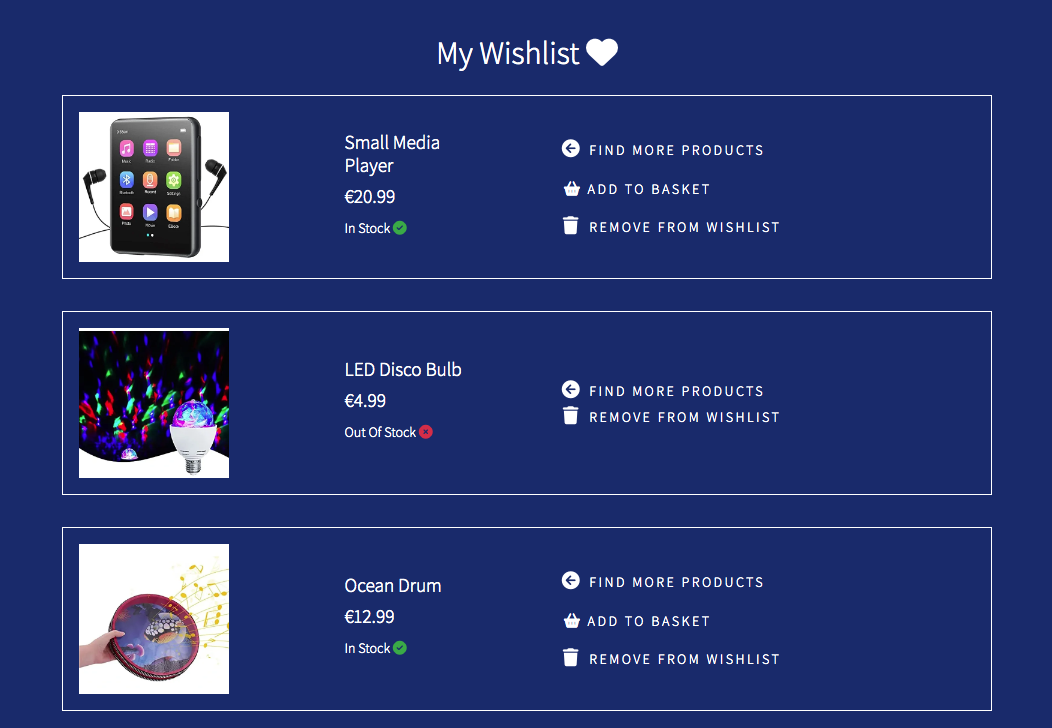 My Wishlist
Small Media
Player
€20.99
In Stock
FIND MORE PRODUCTS
ADD TO BASKET
REMOVE FROM WISHLIST
LED Disco Bulb
€4.99
Out Of Stock
FIND MORE PRODUCTS
REMOVE FROM WISHLIST
Ocean Drum
€12.99
In Stock
FIND MORE PRODUCTS
ADD TO BASKET
REMOVE FROM WISHLIST